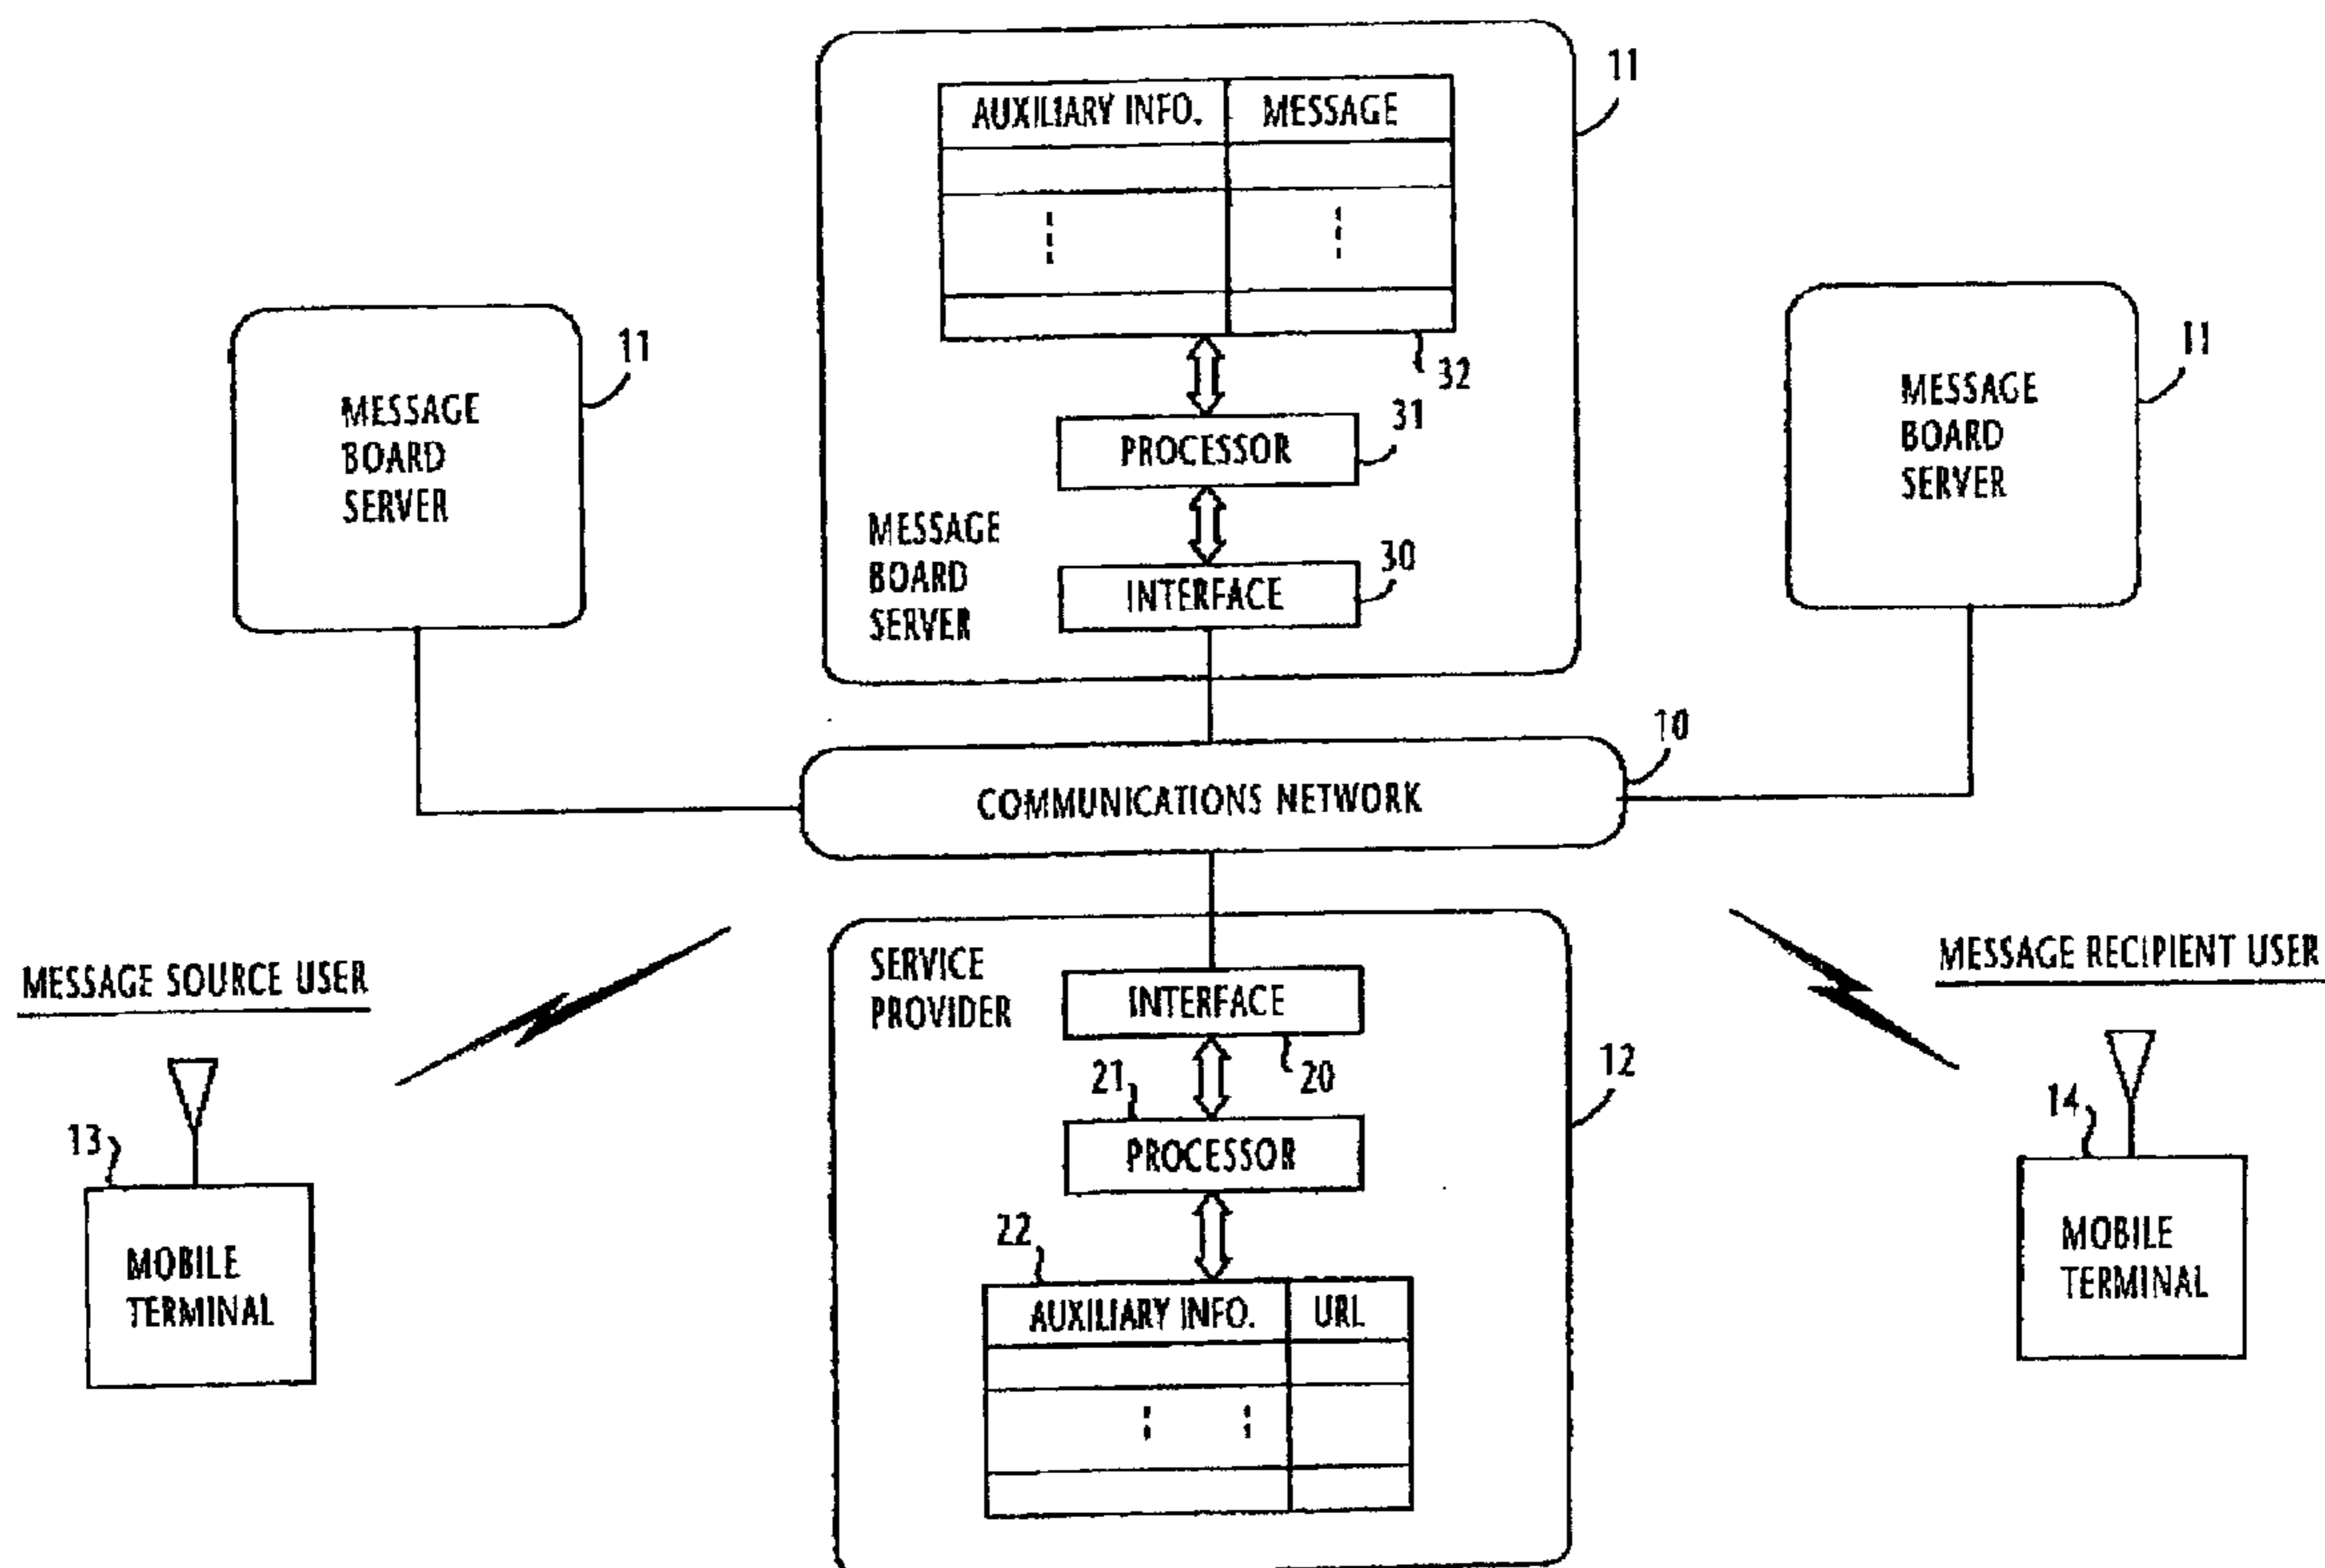 11
AUXILIARY INFO. MESSAGE
32
31
PROCESSOR
MESSAGE
BOARD
SERVER
30
INTERFACE
11
MESSAGE
BOARD
SERVER
11
MESSAGE
BOARD
SERVER
10
COMMUNICATIONS NETWORK
MESSAGE SOURCE USER
13
MOBILE
TERMINAL
SERVICE
PROVIDER
INTERFACE
20
21
PROCESSOR
12
22
AUXILIARY INFO. URL
MESSAGE RECIPIENT USER
14
MOBILE
TERMINAL